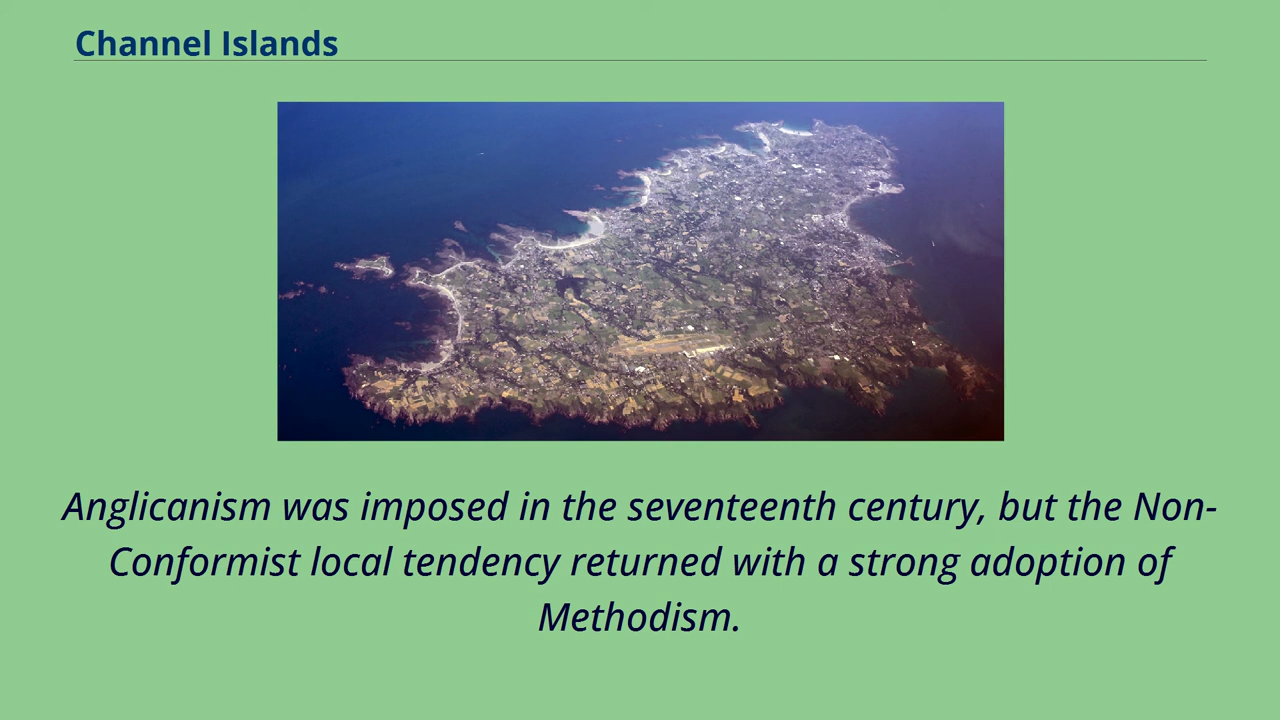 Channel Islands
Anglicanism was imposed in the seventeenth century, but the Non-
Conformist local tendency returned with a strong adoption of
Methodism.